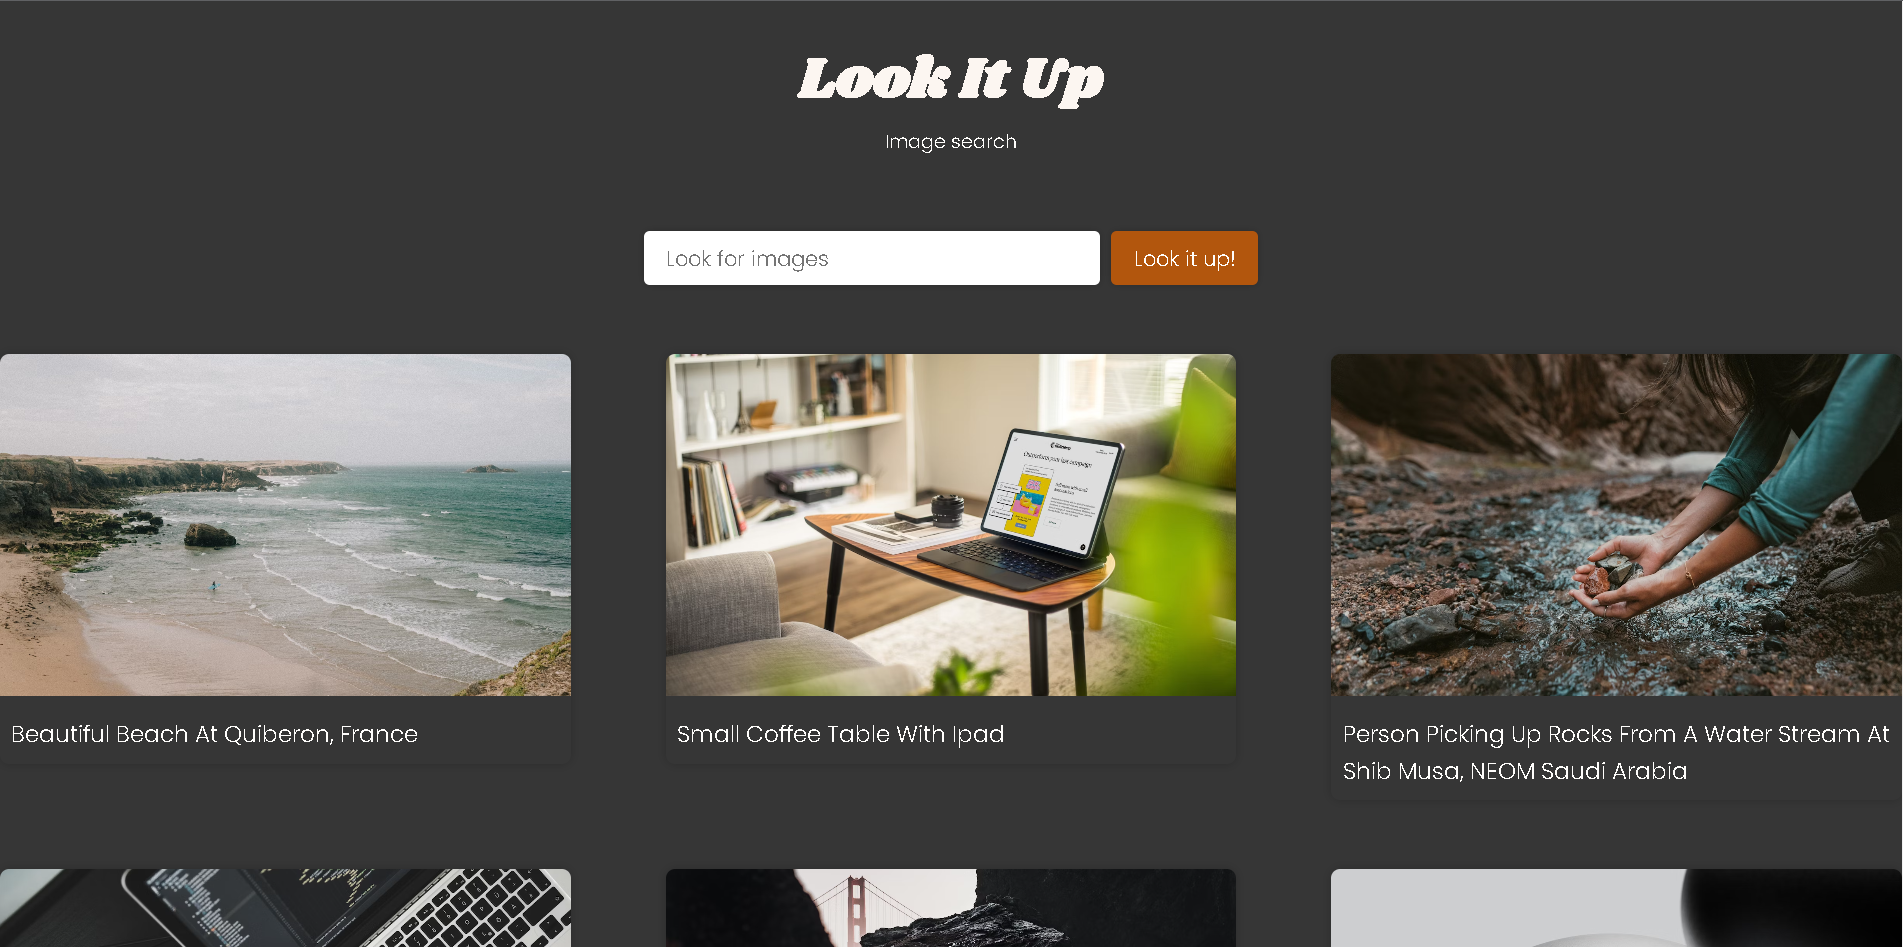 Look It Up
Image search
Look for images
Look it up!
Beautiful Beach At Quiberon, France
Small Coffee Table With Ipad
Person Picking Up Rocks From A Water Stream At
Shib Musa, NEOM Saudi Arabia